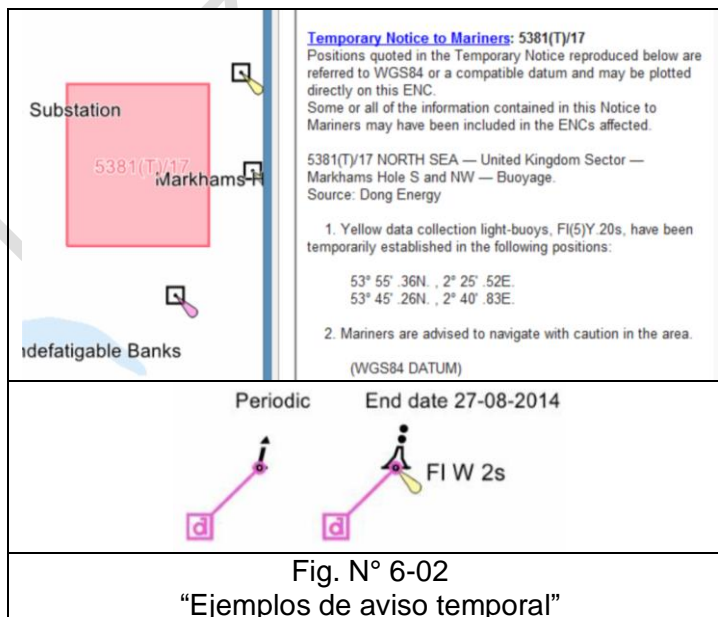 Substation
5381(T)/17
Markhams-H
ndefatigable Banks
Temporary Notice to Mariners: 5381(T)/17
Positions quoted in the Temporary Notice reproduced below are
referred to WGS84 or a compatible datum and may be plotted
directly on this ENC.
Some or all of the information contained in this Notice to
Mariners may have been included in the ENCs affected.
5381(T)/17 NORTH SEA — United Kingdom Sector —
Markhams Hole S and NW — Buoyage.
Source: Dong Energy
1. Yellow data collection light-buoys, Fl(5)Y.20s, have been
temporarily established in the following positions:
53° 55' .36N. , 2° 25' .52E.
53° 45' .26N. , 2° 40' .83E.
2. Mariners are advised to navigate with caution in the area.
(WGS84 DATUM)
Periodic
End date 27-08-2014
Fl W 2s
d
d
Fig. N° 6-02
“Ejemplos de aviso temporal”